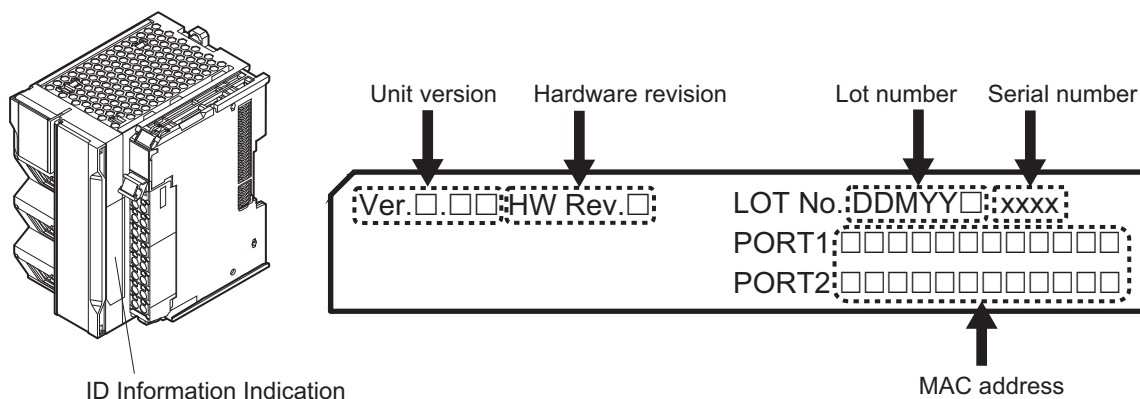 Unit version Hardware revision Lot number Serial number
Ver.□.□□ HW Rev.□ LOT No. DDMYY□ xxxx
PORT1 □□□□□□□□□□□□
PORT2 □□□□□□□□□□□□
ID Information Indication
MAC address